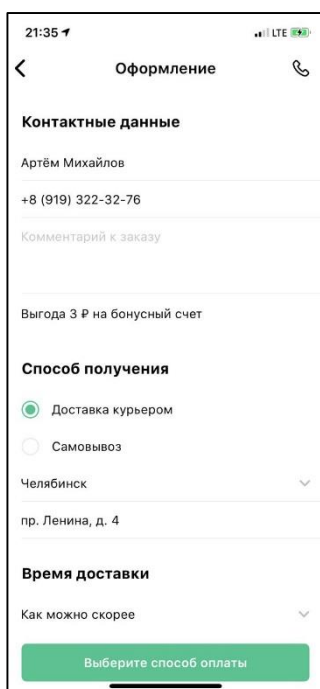 21:35
LTE
Оформление
Контактные данные
Артём Михайлов
+8 (919) 322-32-76
Комментарий к заказу
Выгода 3 ₽ на бонусный счет
Способ получения
Доставка курьером
Самовывоз
Челябинск
пр. Ленина, д. 4
Время доставки
Как можно скорее
Выберите способ оплаты